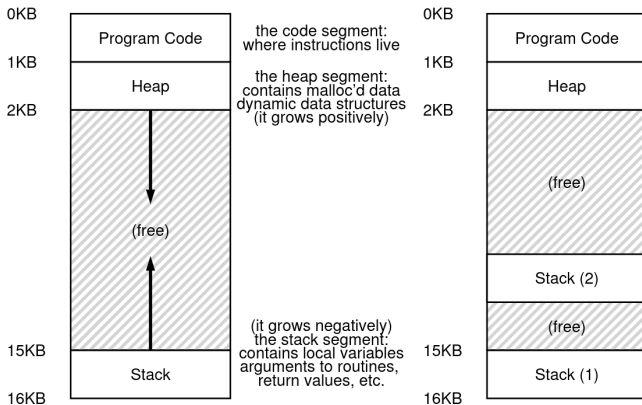 0KB
Program Code
the code segment:
where instructions live
1KB
Heap
the heap segment:
contains malloc'd data
dynamic data structures
(it grows positively)
2KB
(free)
(it grows negatively)
the stack segment:
contains local variables
arguments to routines,
return values, etc.
15KB
Stack
16KB
0KB
Program Code
1KB
Heap
2KB
(free)
Stack (2)
(free)
15KB
Stack (1)
16KB